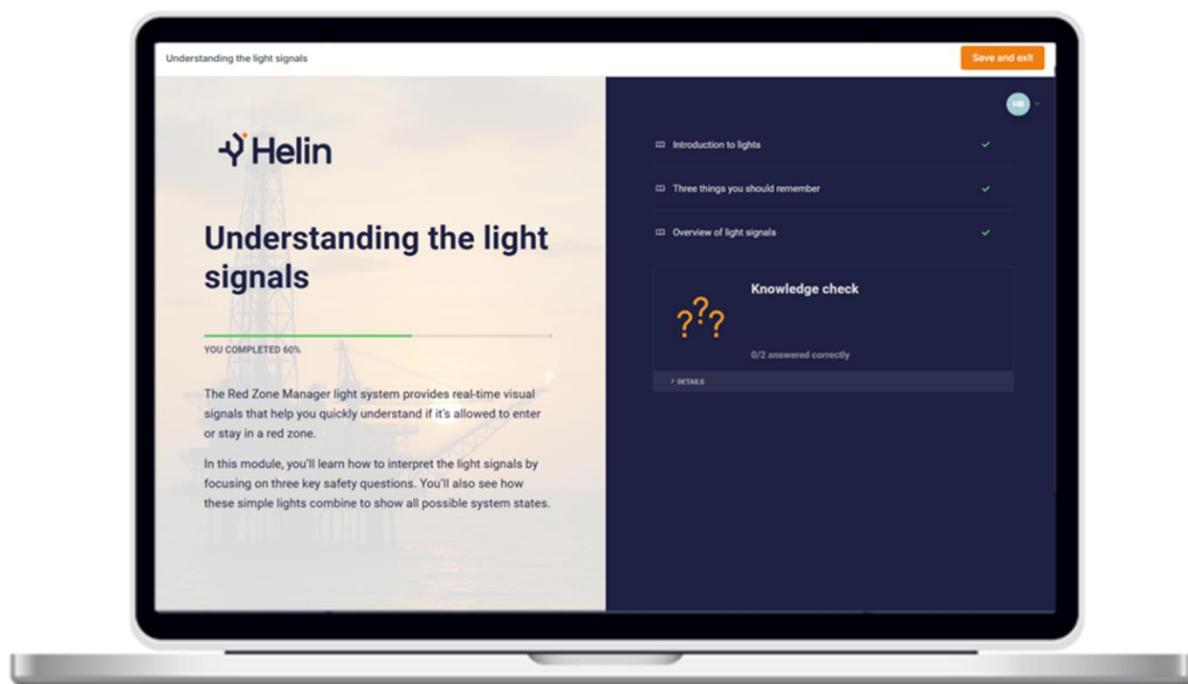 Understanding the light signals
Save and exit
HB
Helin
Understanding the light
signals
YOU COMPLETED 60%
The Red Zone Manager light system provides real-time visual
signals that help you quickly understand if it's allowed to enter
or stay in a red zone.
In this module, you'll learn how to interpret the light signals by
focusing on three key safety questions. You'll also see how
these simple lights combine to show all possible system states.
Introduction to lights
Three things you should remember
Overview of light signals
Knowledge check
???
0/2 answered correctly
> DETAILS